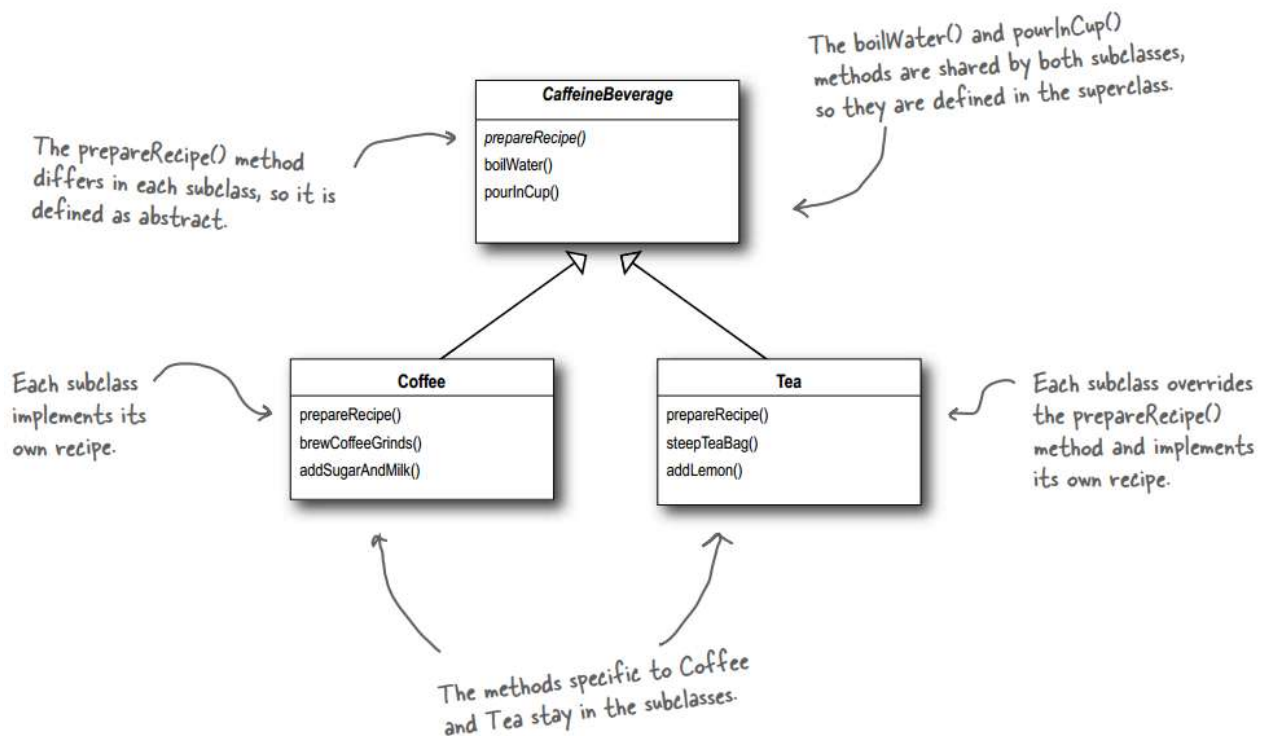 The boilWater() and pourInCup()
methods are shared by both subclasses,
so they are defined in the superclass.
CaffeineBeverage
prepareRecipe()
boilWater()
pourInCup()
The prepareRecipe() method
differs in each subclass, so it is
defined as abstract.
Each subclass
implements its
own recipe.
Coffee
prepareRecipe()
brewCoffeeGrinds()
addSugarAndMilk()
Tea
prepareRecipe()
steepTeaBag()
addLemon()
Each subclass overrides
the prepareRecipe()
method and implements
its own recipe.
The methods specific to Coffee
and Tea stay in the subclasses.